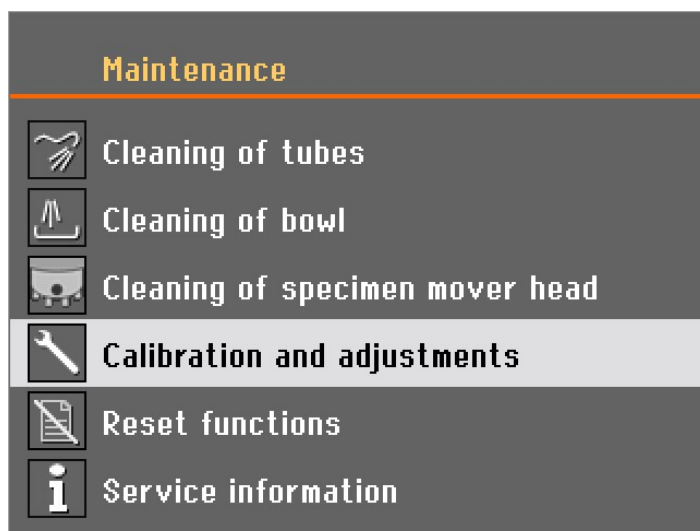 Maintenance
Cleaning of tubes
Cleaning of bowl
Cleaning of specimen mover head
Calibration and adjustments
Reset functions
Service information